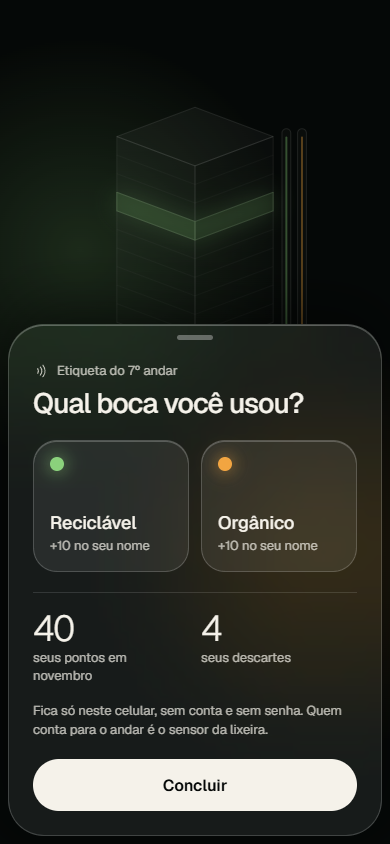 Etiqueta do 7º andar
Qual boca você usou?
Reciclável
+10 no seu nome
Orgânico
+10 no seu nome
40
seus pontos em
novembro
4
seus descartes
Fica só neste celular, sem conta e sem senha. Quem
conta para o andar é o sensor da lixeira.
Concluir